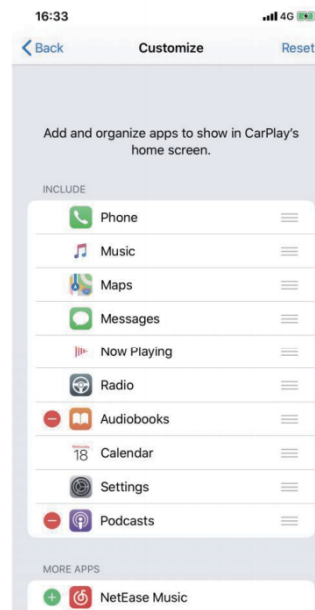 16:33
4G
Back
Customize
Reset
Add and organize apps to show in CarPlay's
home screen.
INCLUDE
Phone
Music
Maps
Messages
Now Playing
Radio
Audiobooks
18 Calendar
Settings
Podcasts
MORE APPS
NetEase Music